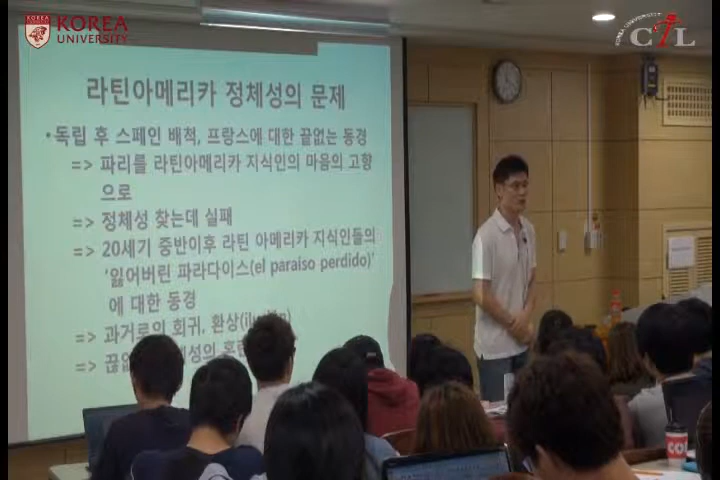 KOREA
UNIVERSITY
KOREA UNIVERSITY
CTL
라틴아메리카 정체성의 문제
•독립 후 스페인 배척, 프랑스에 대한 끝없는 동경
=> 파리를 라틴아메리카 지식인의 마음의 고향
으로
=> 정체성 찾는데 실패
=> 20세기 중반이후 라틴 아메리카 지식인들의
'잃어버린 파라다이스(el paraiso perdido)'
에 대한 동경
=> 과거로의 회귀,
=>